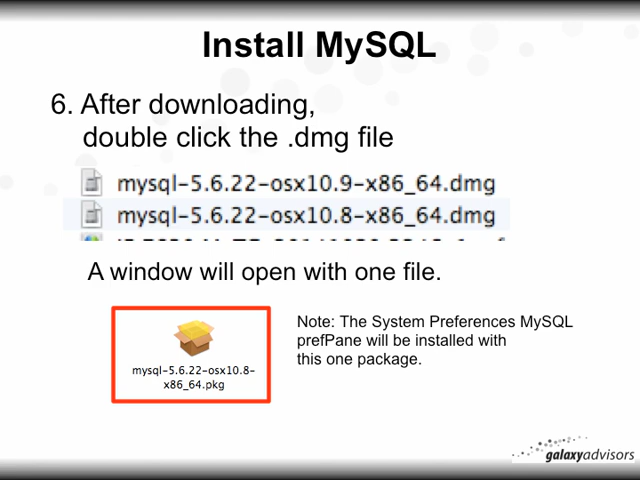 Install MySQL
6. After downloading,
double click the .dmg file
mysql-5.6.22-osx10.9-x86_64.dmg
mysql-5.6.22-osx10.8-x86_64.dmg
A window will open with one file.
Note: The System Preferences MySQL
prefPane will be installed with
this one package.
mysql-5.6.22-osx10.8-
x86_64.pkg
galaxyadvisors